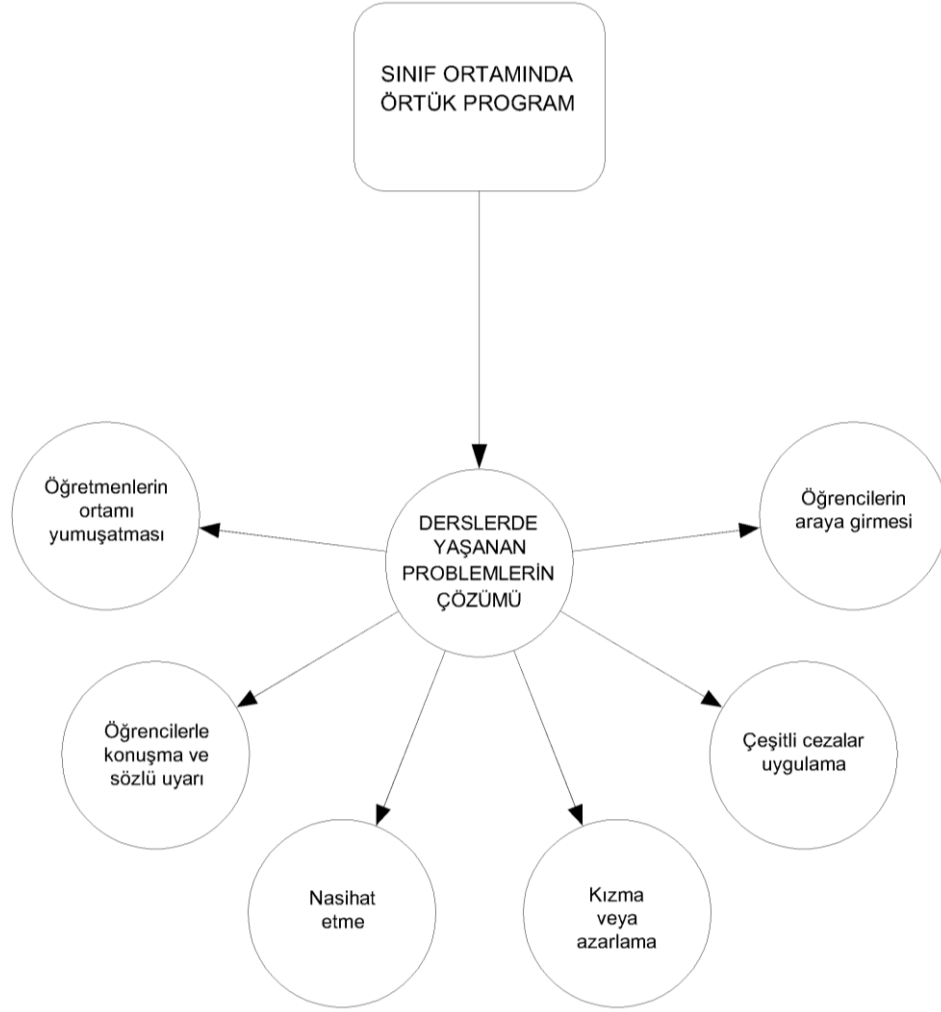 SINIF ORTAMINDA
ÖRTÜK PROGRAM
Öğretmenlerin
ortamı
yumuşatması
DERSLERDE
YAŞANAN
PROBLEMLERİN
ÇÖZÜMÜ
Öğrencilerin
araya girmesi
Öğrencilerle
konuşma ve
sözlü uyarı
Çeşitli cezalar
uygulama
Nasihat
etme
Kızma
veya
azarlama